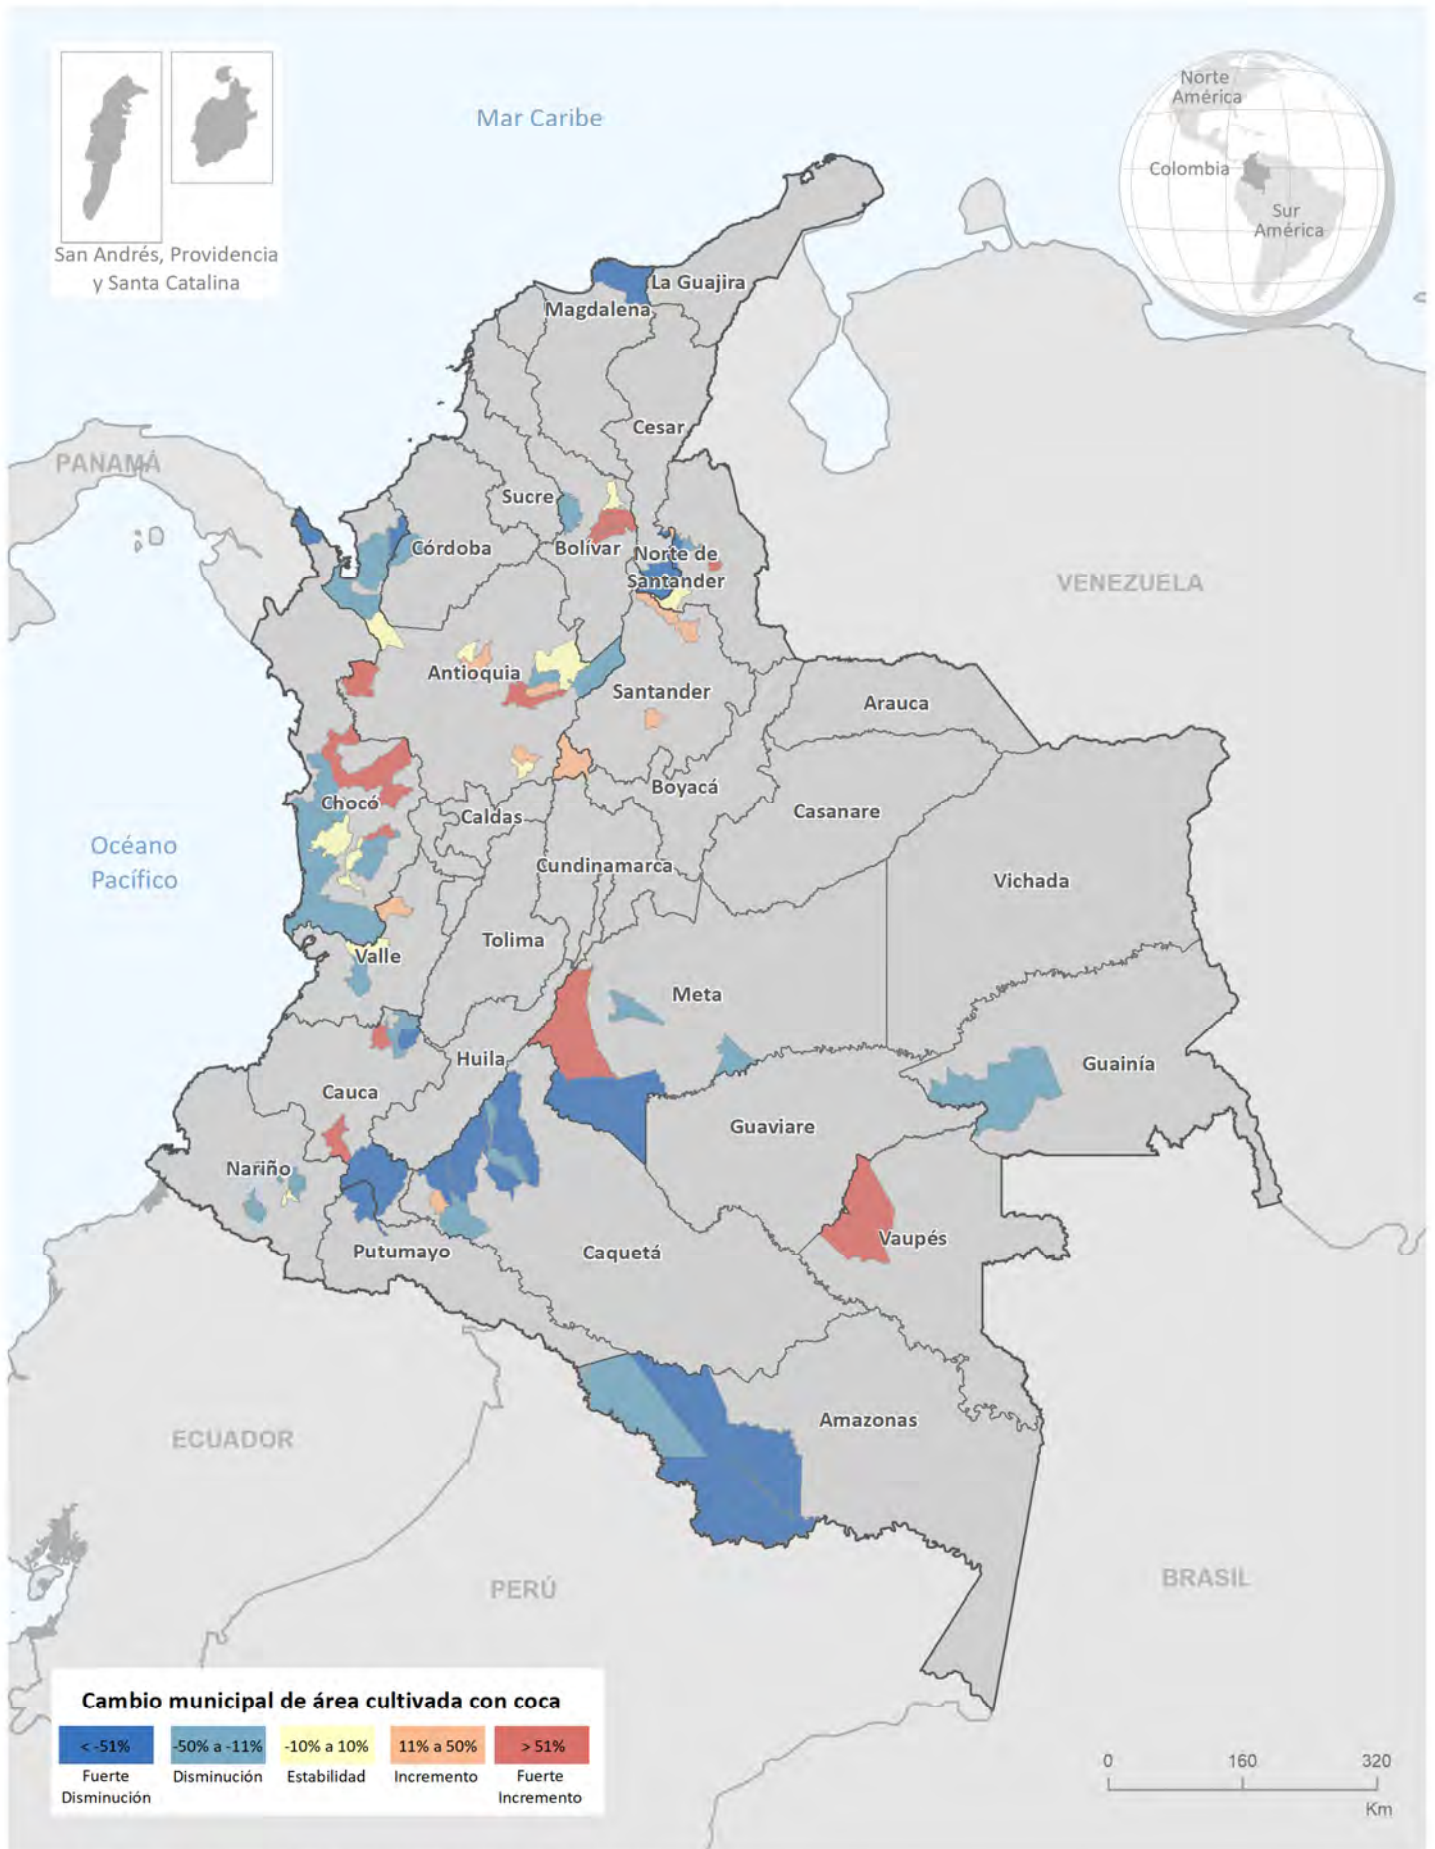 Norte
América
Mar Caribe
Colombia
Sur
América
San Andrés, Providencia
y Santa Catalina
La Guajira
Magdalena
Cesar
PANAMÁ
Sucre
Córdoba
Bolívar
Norte de
Santander
VENEZUELA
Antioquia
Santander
Arauca
Boyacá
Chocó
Caldas
Casanare
Océano
Pacífico
Cundinamarca
Vichada
Tolima
Valle
Meta
Huila
Guainía
Cauca
Guaviare
Nariño
Vaupés
Putumayo
Caquetá
Amazonas
ECUADOR
PERÚ
BRASIL
Cambio municipal de área cultivada con coca
< -51% -50% a -11% -10% a 10% 11% a 50% > 51%
Fuerte Disminución Estabilidad Incremento Fuerte
Disminución Incremento
0 160 320
Km